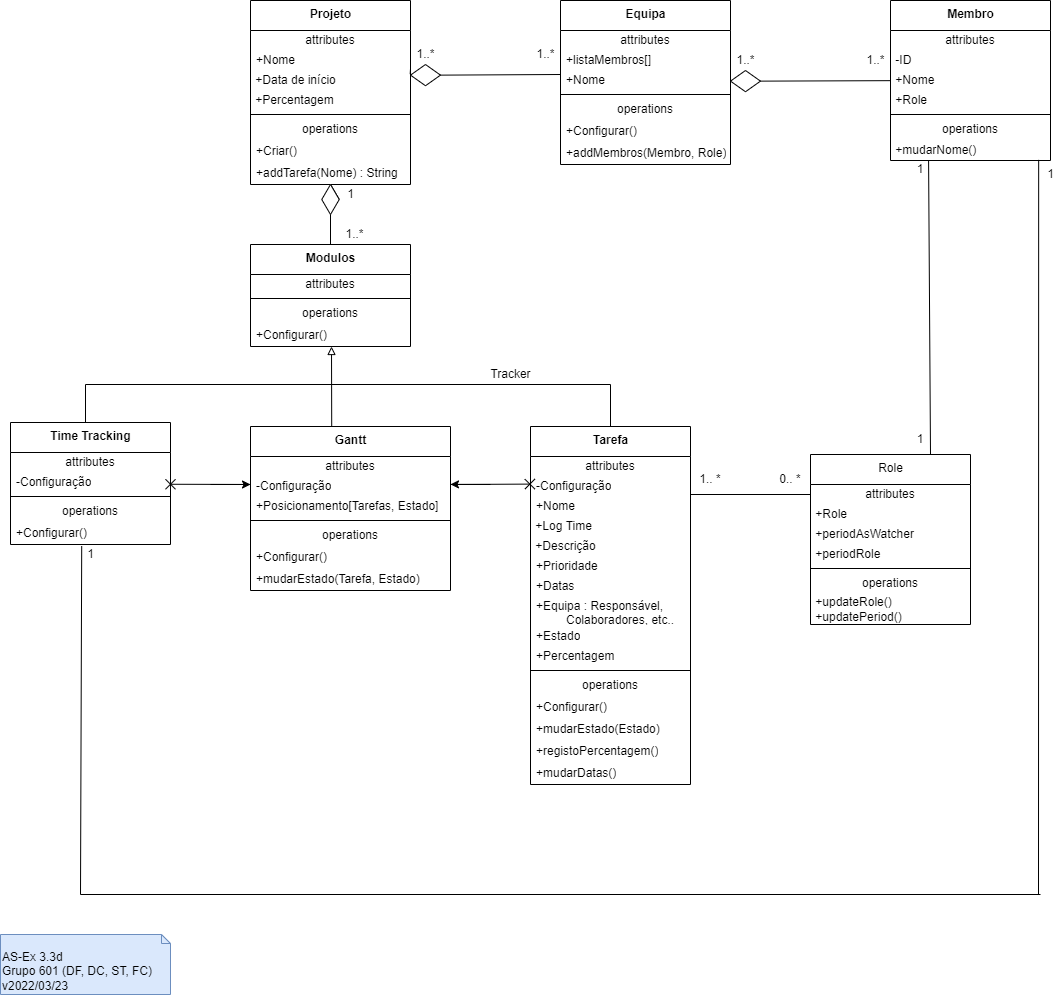 Projeto
attributes
+Nome
+Data de início
+Percentagem
operations
+Criar()
+addTarefa(Nome) : String
1..*
1..*
Equipa
attributes
+listaMembros[]
+Nome
operations
+Configurar()
+addMembros(Membro, Role)
1..*
1..*
Membro
attributes
-ID
+Nome
+Role
operations
+mudarNome()
1
1
1
1..*
Modulos
attributes
operations
+Configurar()
Tracker
Time Tracking
attributes
-Configuração
operations
+Configurar()
1
Gantt
attributes
-Configuração
+Posicionamento[Tarefas, Estado]
operations
+Configurar()
+mudarEstado(Tarefa, Estado)
Tarefa
attributes
-Configuração
+Nome
+Log Time
+Descrição
+Prioridade
+Datas
+Equipa : Responsável,
Colaboradores, etc..
+Estado
+Percentagem
operations
+Configurar()
+mudarEstado(Estado)
+registoPercentagem()
+mudarDatas()
1.. *
0.. *
1
Role
attributes
+Role
+periodAsWatcher
+periodRole
operations
+updateRole()
+updatePeriod()
AS-Ex 3.3d
Grupo 601 (DF, DC, ST, FC)
v2022/03/23